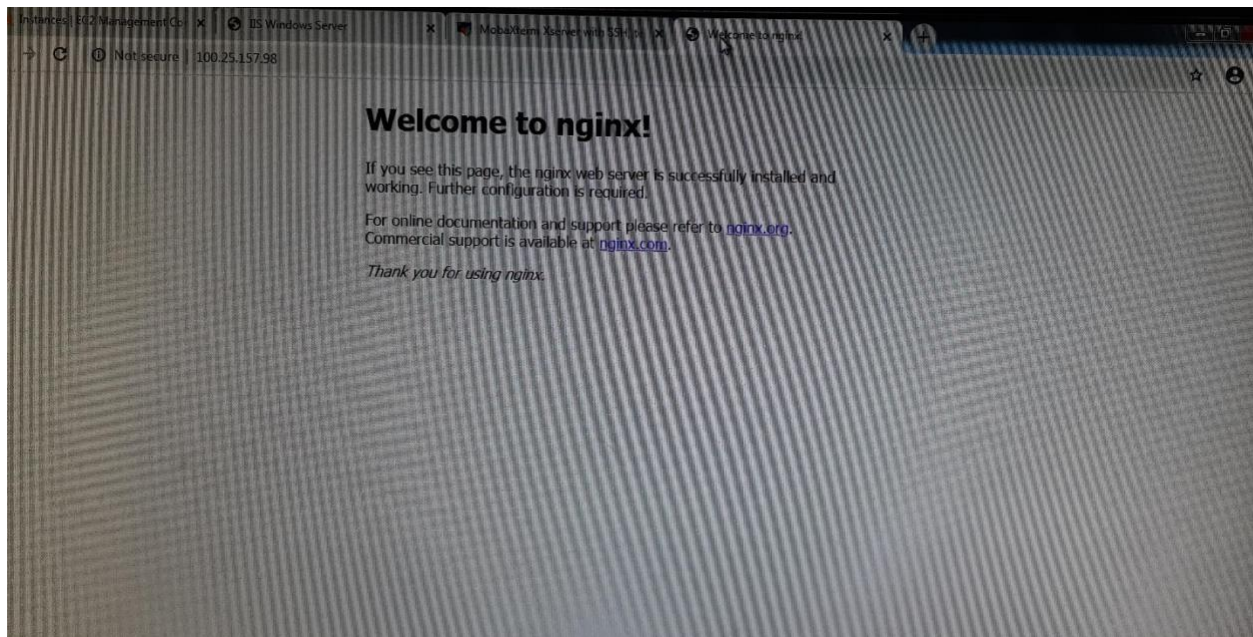 Instances | EC2 Management Co
IIS Windows Server
MobaXterm Xserver with SSH, te
Welcome to nginx!
Not secure | 100.25.157.98
Welcome to nginx!
If you see this page, the nginx web server is successfully installed and
working. Further configuration is required.
For online documentation and support please refer to nginx.org.
Commercial support is available at nginx.com.
Thank you for using nginx.